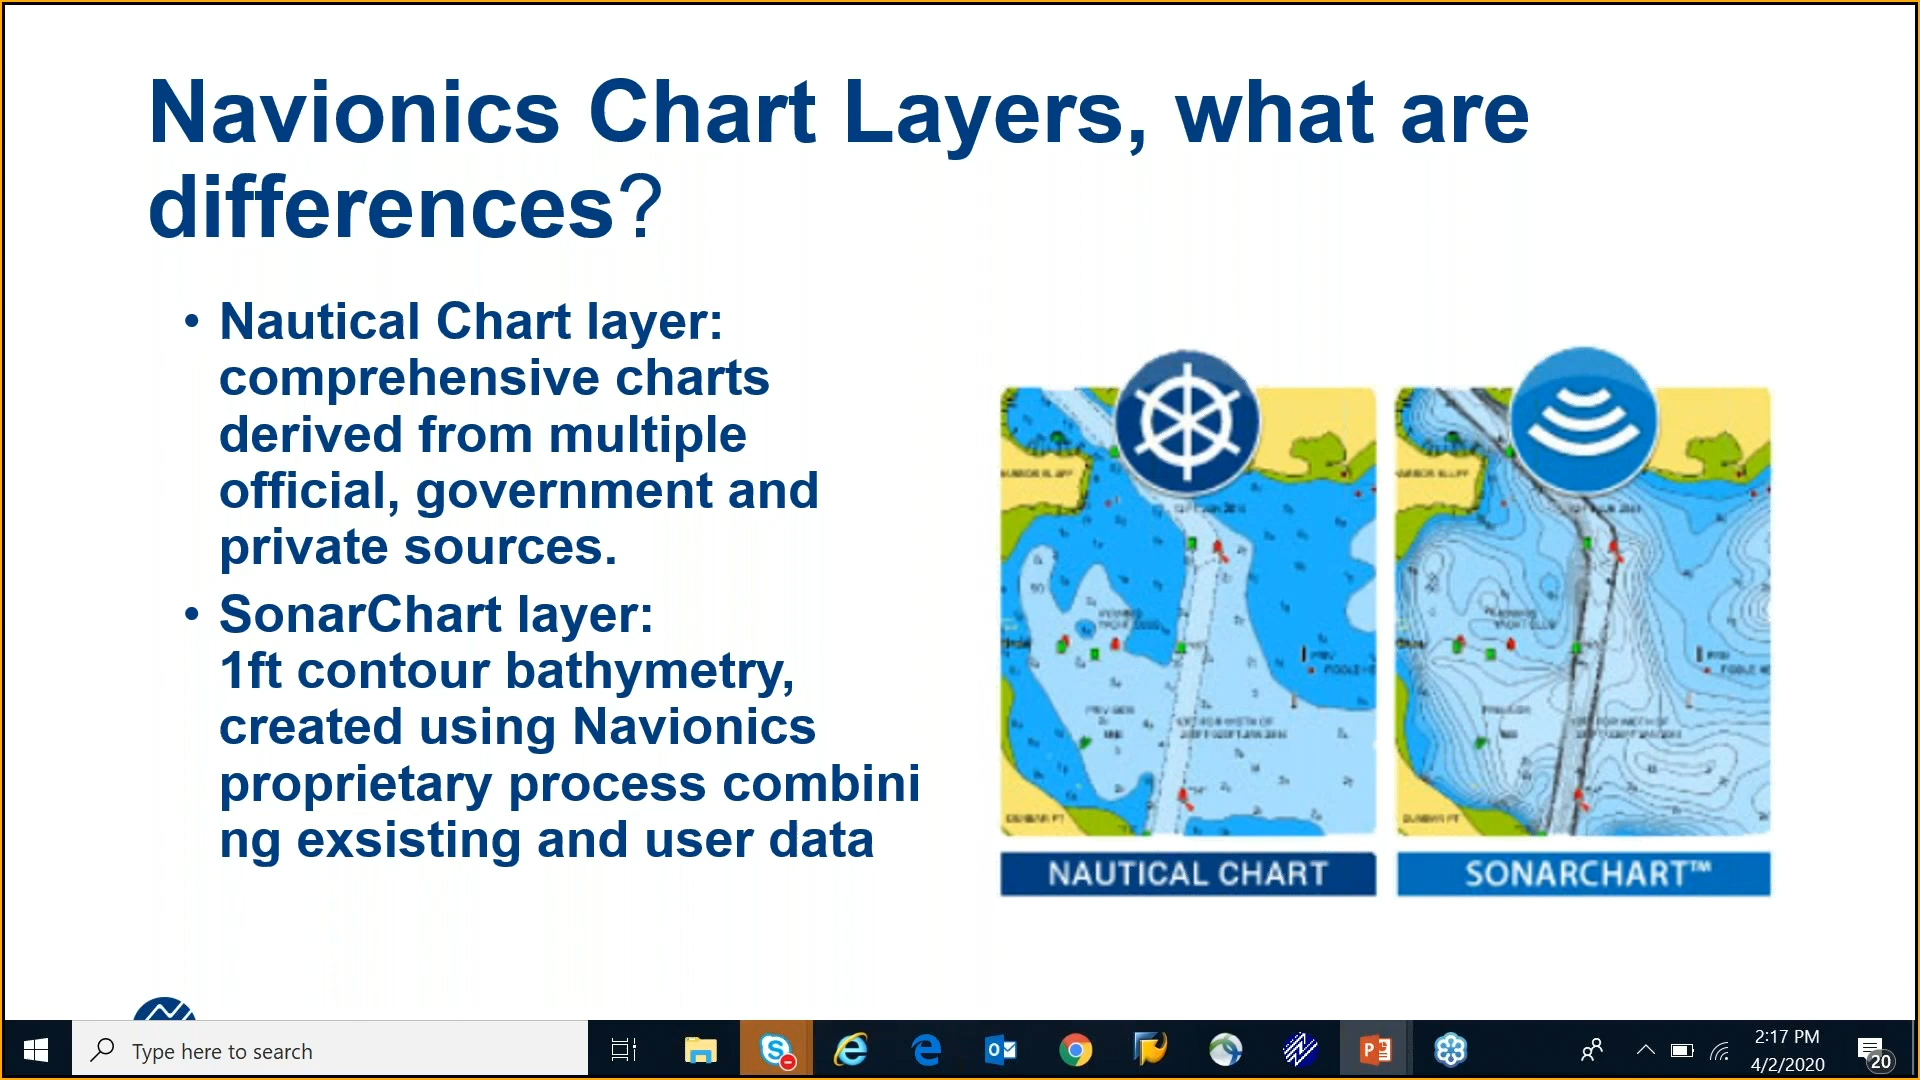 Navionics Chart Layers, what are
differences?
• Nautical Chart layer:
comprehensive charts
derived from multiple
official, government and
private sources.
• SonarChart layer:
1ft contour bathymetry,
created using Navionics
proprietary process combini
ng exsisting and user data
NAUTICAL CHART
SONARCHART™
Type here to search
2:17 PM
4/2/2020
20